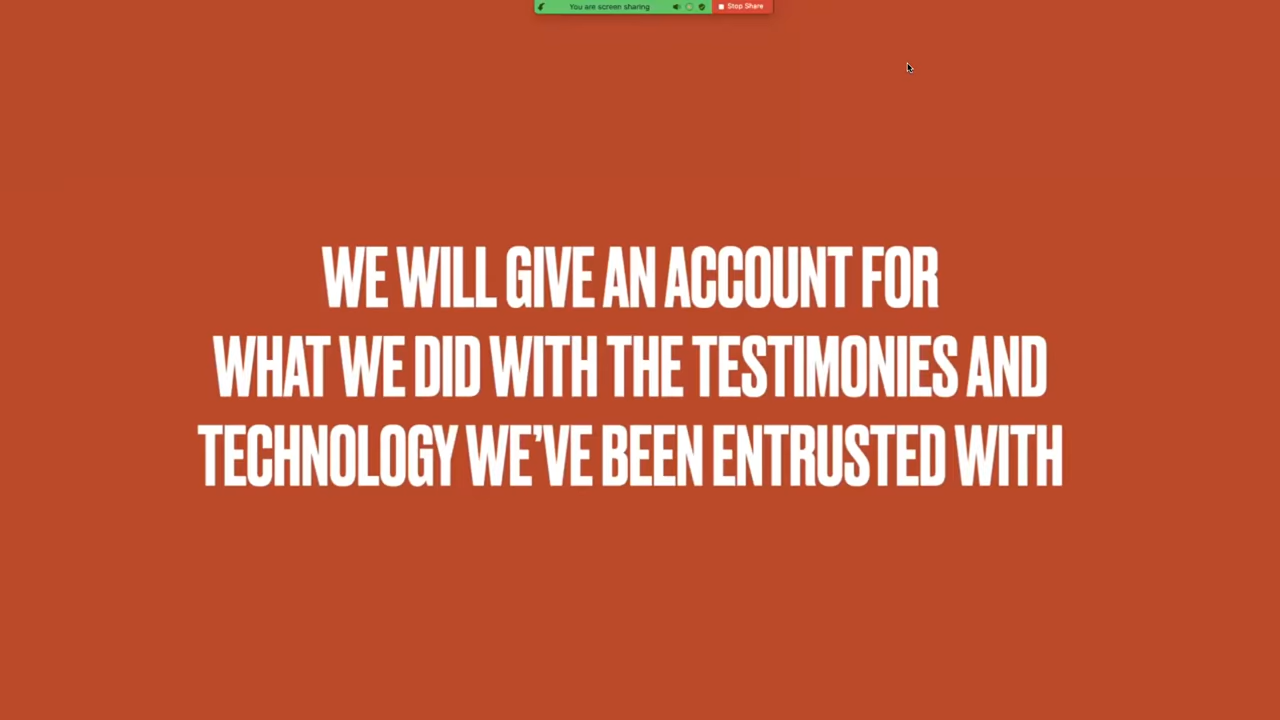 You are screen sharing
Stop Share
WE WILL GIVE AN ACCOUNT FOR
WHAT WE DID WITH THE TESTIMONIES AND
TECHNOLOGY WE'VE BEEN ENTRUSTED WITH